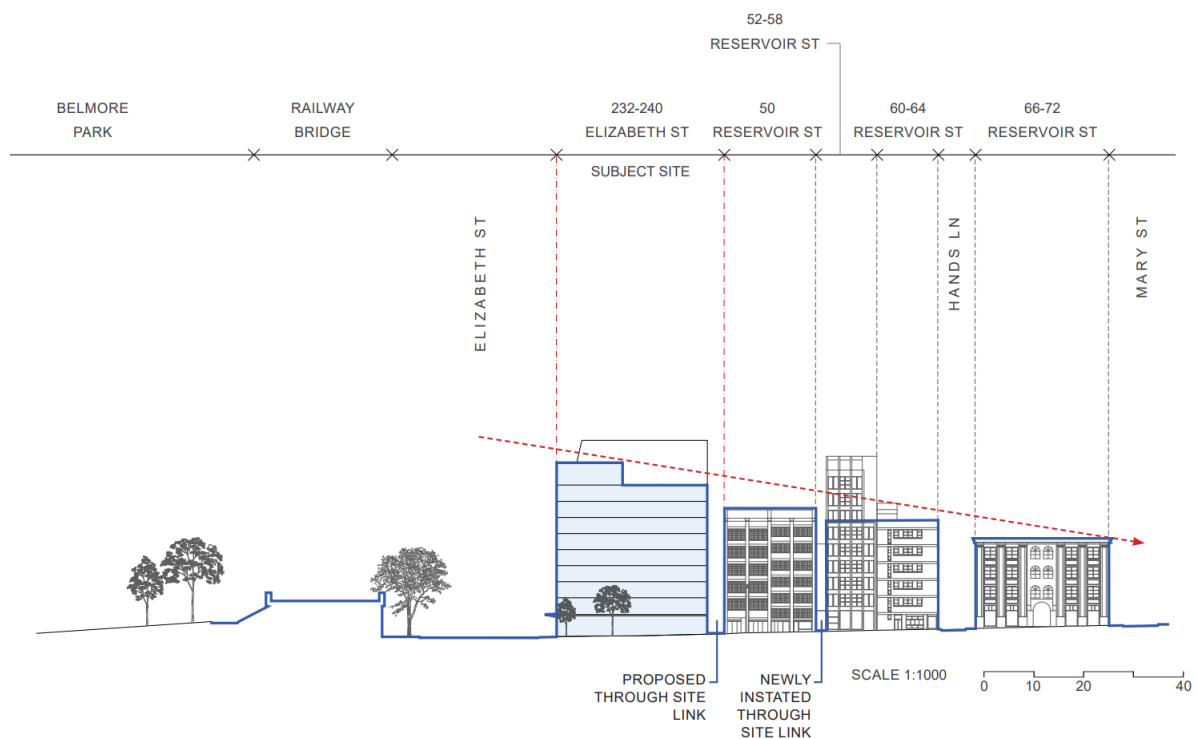 52-58
RESERVOIR ST
BELMORE
PARK
RAILWAY
BRIDGE
232-240
ELIZABETH ST
50
RESERVOIR ST
60-64
RESERVOIR ST
66-72
RESERVOIR ST
SUBJECT SITE
ELIZABETH ST
HANDS LN
MARY ST
PROPOSED
THROUGH SITE
LINK
NEWLY
INSTATED
THROUGH
SITE LINK
SCALE 1:1000
0 10 20 40